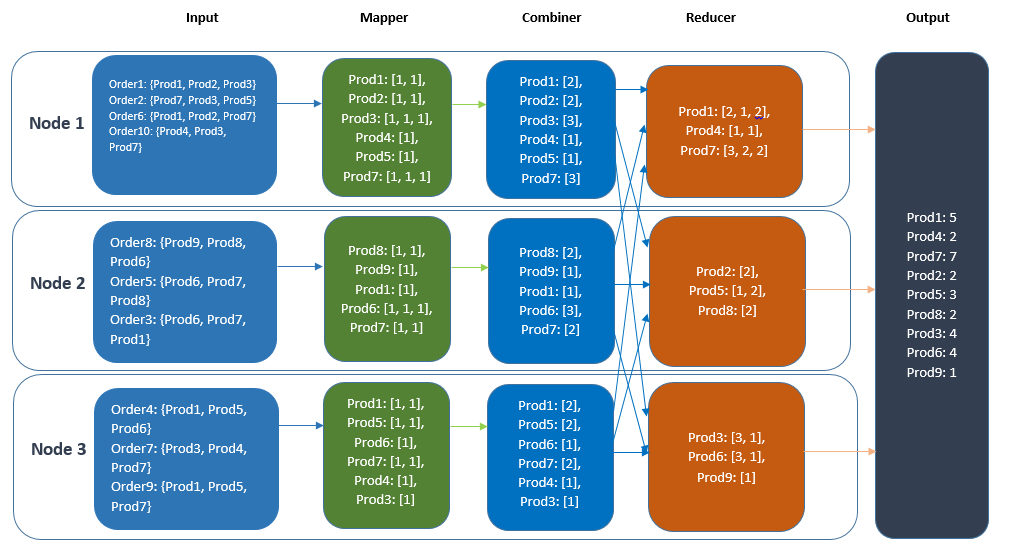 Input
Mapper
Combiner
Reducer
Output
Node 1
Order1: {Prod1, Prod2, Prod3}
Order2: {Prod7, Prod3, Prod5}
Order6: {Prod1, Prod2, Prod7}
Order10: {Prod4, Prod3,
Prod7}
Prod1: [1, 1],
Prod2: [1, 1],
Prod3: [1, 1, 1],
Prod4: [1],
Prod5: [1],
Prod7: [1, 1, 1]
Prod1: [2],
Prod2: [2],
Prod3: [3],
Prod4: [1],
Prod5: [1],
Prod7: [3]
Prod1: [2, 1, 2],
Prod4: [1, 1],
Prod7: [3, 2, 2]
Node 2
Order8: {Prod9, Prod8,
Prod6}
Order5: {Prod6, Prod7,
Prod8}
Order3: {Prod6, Prod7,
Prod1}
Prod8: [1, 1],
Prod9: [1],
Prod1: [1],
Prod6: [1, 1, 1],
Prod7: [1, 1]
Prod8: [2],
Prod9: [1],
Prod1: [1],
Prod6: [3],
Prod7: [2]
Prod2: [2],
Prod5: [1, 2],
Prod8: [2]
Node 3
Order4: {Prod1, Prod5,
Prod6}
Order7: {Prod3, Prod4,
Prod7}
Order9: {Prod1, Prod5,
Prod7}
Prod1: [1, 1],
Prod5: [1, 1],
Prod6: [1],
Prod7: [1, 1],
Prod4: [1],
Prod3: [1]
Prod1: [2],
Prod5: [2],
Prod6: [1],
Prod7: [2],
Prod4: [1],
Prod3: [1]
Prod3: [3, 1],
Prod6: [3, 1],
Prod9: [1]
Prod1: 5
Prod4: 2
Prod7: 7
Prod2: 2
Prod5: 3
Prod8: 2
Prod3: 4
Prod6: 4
Prod9: 1